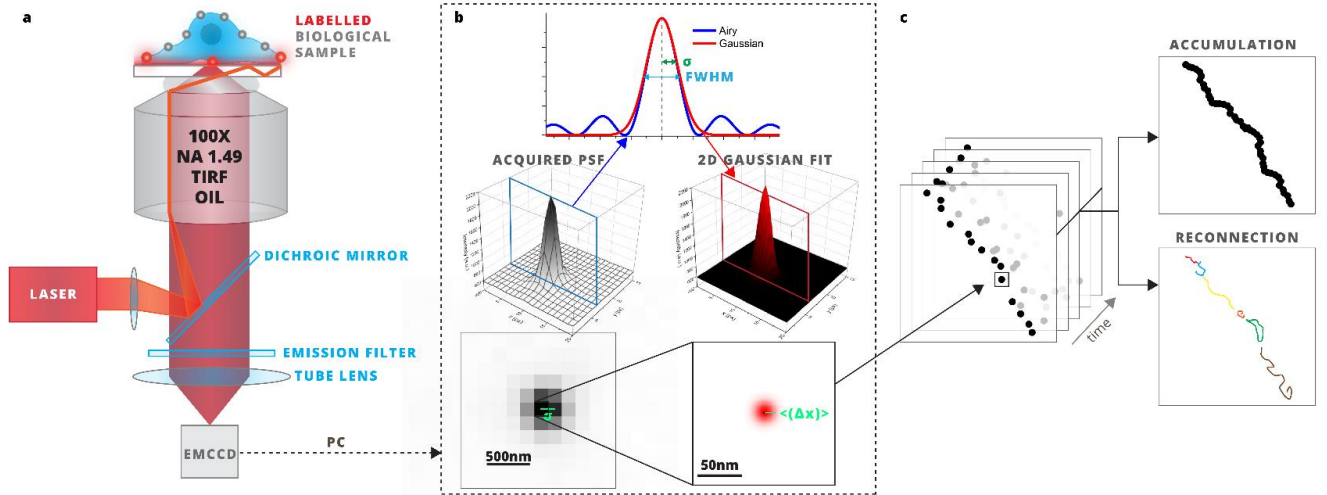 a
LABELLED
BIOLOGICAL
SAMPLE
100X
NA 1.49
TIRF
OIL
DICHROIC MIRROR
LASER
EMISSION FILTER
TUBE LENS
EMCCD
PC
b
Airy
Gaussian
σ
FWHM
ACQUIRED PSF
2D GAUSSIAN FIT
σ
500nm
<(Δx)>
50nm
c
time
ACCUMULATION
RECONNECTION